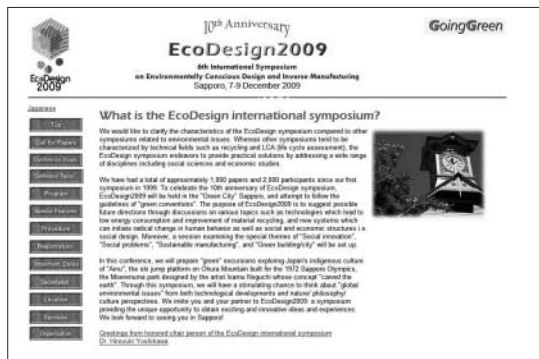 10th Anniversary
GoingGreen
EcoDesign2009
6th International Symposium
on Environmentally Conscious Design and Inverse Manufacturing
Sapporo, 7-9 December 2009
EcoDesign
2009
Japanese
What is the EcoDesign international symposium?
Top
Call for Papers
Program
Procedure
Registration
Important Dates
Secretariat
Location
Sponsors
Organization
We would like to clarify the characteristics of the EcoDesign symposium compared to other
symposiums related to environmental issues. Whereas other symposiums tend to be
characterized by technical fields such as recycling and LCA (life cycle assessment), the
EcoDesign symposium endeavors to provide practical solutions by addressing a wide range
of disciplines including social sciences and economic studies.
We have had a total of approximately 1,800 papers and 2,500 participants since our first
symposium in 1999. To celebrate the 10th anniversary of EcoDesign symposium,
EcoDesign2009 will be held in the "Green City" Sapporo, and attempt to follow the
guidelines of "green conventions". The purpose of EcoDesign2009 is to suggest possible
future directions through discussions on various topics such as technologies which lead to
low energy consumption and improvement of material recycling, and new systems which
can initiate radical change in human behavior as well as social and economic structures i.e.
social design. Moreover, a session examining the special themes of "Social innovation",
"Social problems", "Sustainable manufacturing", and "Green building/city" will be set up.
In this conference, we will prepare "green" excursions exploring Japan's indigenous culture
of "Ainu", the ski jump platform on Okura Mountain built for the 1972 Sapporo Olympics,
the Moerenuma park designed by the artist Isamu Noguchi whose concept "carved the
earth". Through this symposium, we will have a stimulating chance to think about "global
environmental issues" from both technological developments and nature/ philosophy/
culture perspectives. We invite you and your partner to EcoDesign2009: a symposium
providing the unique opportunity to obtain exciting and innovative ideas and experiences.
We look forward to seeing you in Sapporo!
Greetings from honored chair person of the EcoDesign international symposium
Dr. Hiroyuki Yoshikawa